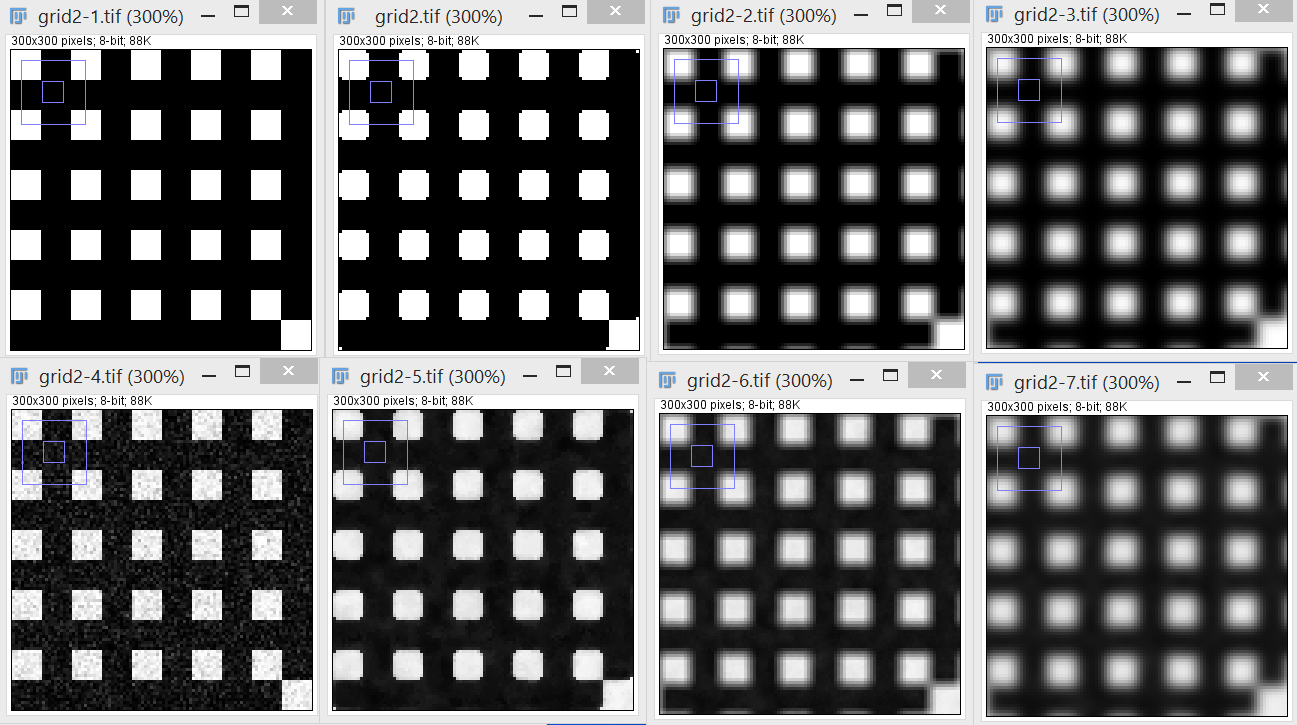 grid2-1.tif (300%)
300x300 pixels; 8-bit; 88K
grid2.tif (300%)
300x300 pixels; 8-bit; 88K
grid2-2.tif (300%)
300x300 pixels; 8-bit; 88K
grid2-3.tif (300%)
300x300 pixels; 8-bit; 88K
grid2-4.tif (300%)
300x300 pixels; 8-bit; 88K
grid2-5.tif (300%)
300x300 pixels; 8-bit; 88K
grid2-6.tif (300%)
300x300 pixels; 8-bit; 88K
grid2-7.tif (300%)
300x300 pixels; 8-bit; 88K